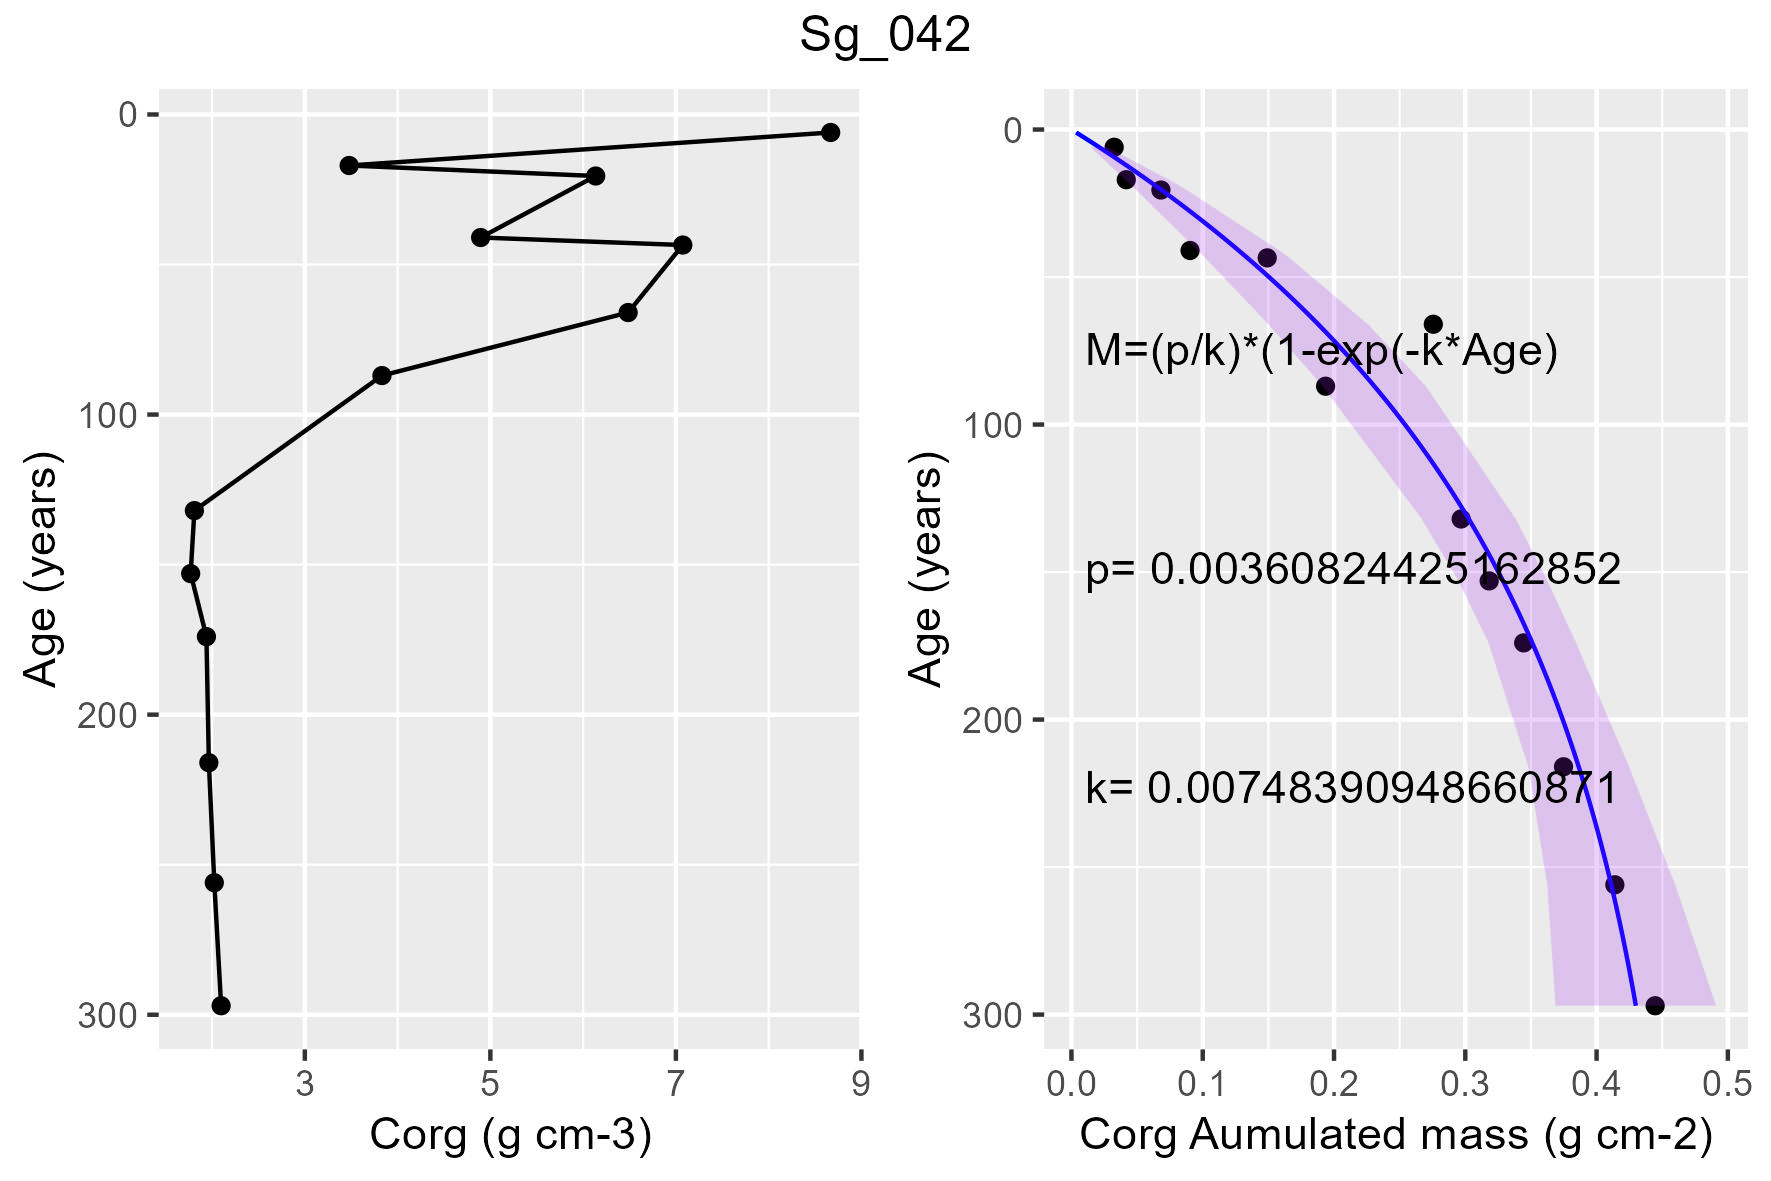 Sg_042
0
100
200
300
Age (years)
3
5
7
9
Corg (g cm-3)
0
100
200
300
Age (years)
M=(p/k)*(1-exp(-k*Age)
p= 0.00360824425162852
k= 0.00748390948660871
0.0
0.1
0.2
0.3
0.4
0.5
Corg Aumulated mass (g cm-2)